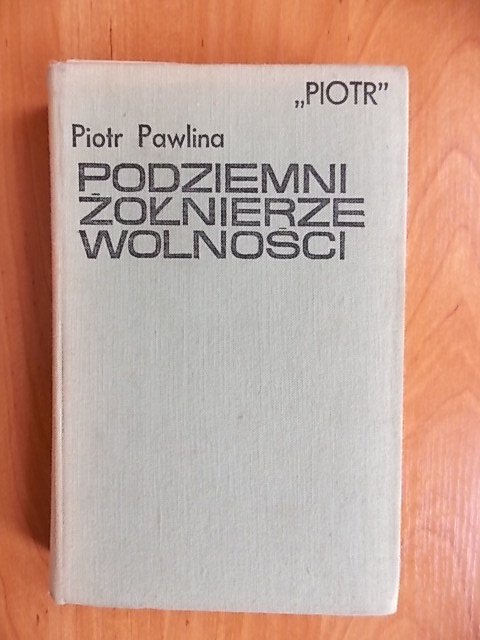 „PIOTR”
Piotr Pawlina
PODZIEMNI
ŻOŁNIERZE
WOLNOŚCI